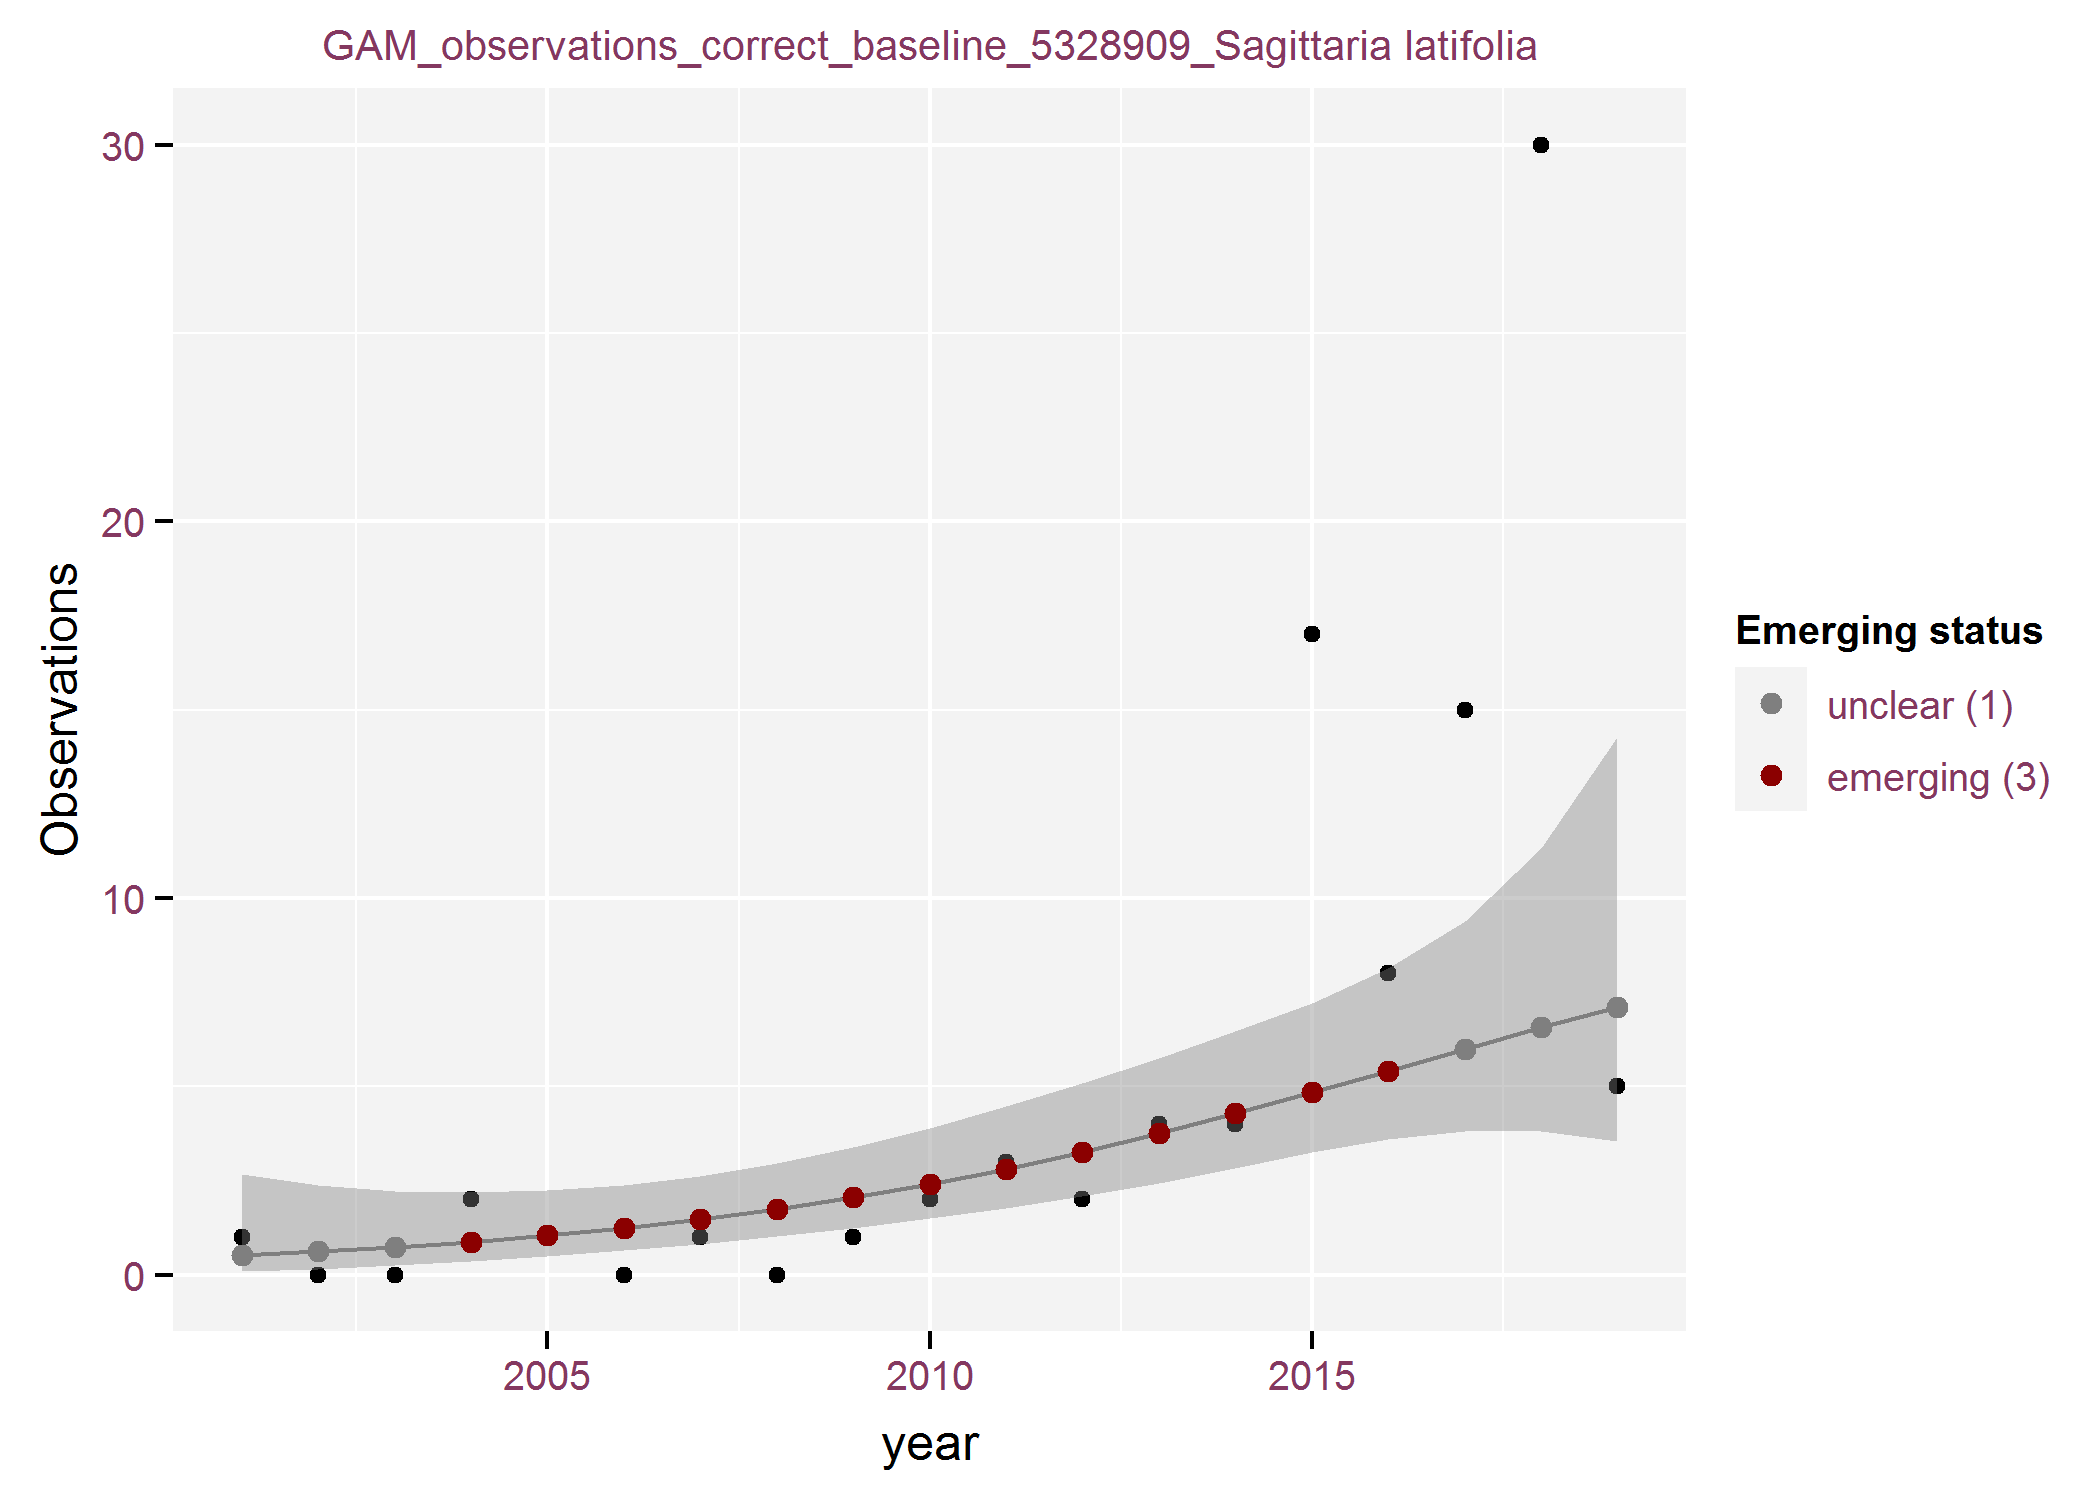 GAM_observations_correct_baseline_5328909_Sagittaria latifolia
30
20
10
0
Observations
2005 2010 2015
year
Emerging status
unclear (1)
emerging (3)